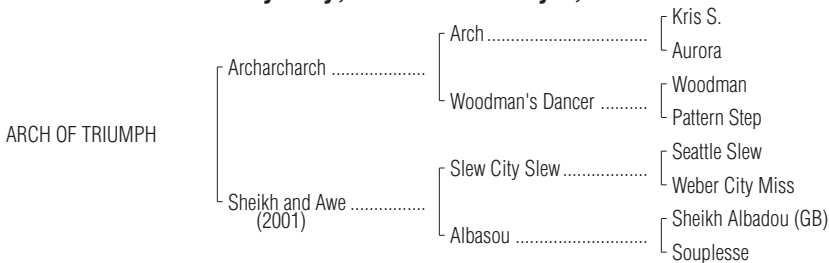 Kris S.
Arch ..................................
Aurora
Archarcharch ....................
Woodman
Woodman's Dancer ..........
Pattern Step
ARCH OF TRIUMPH
Seattle Slew
Slew City Slew..................
Weber City Miss
Sheikh and Awe ................
(2001)
Sheikh Albadou (GB)
Albasou ............................
Souplesse